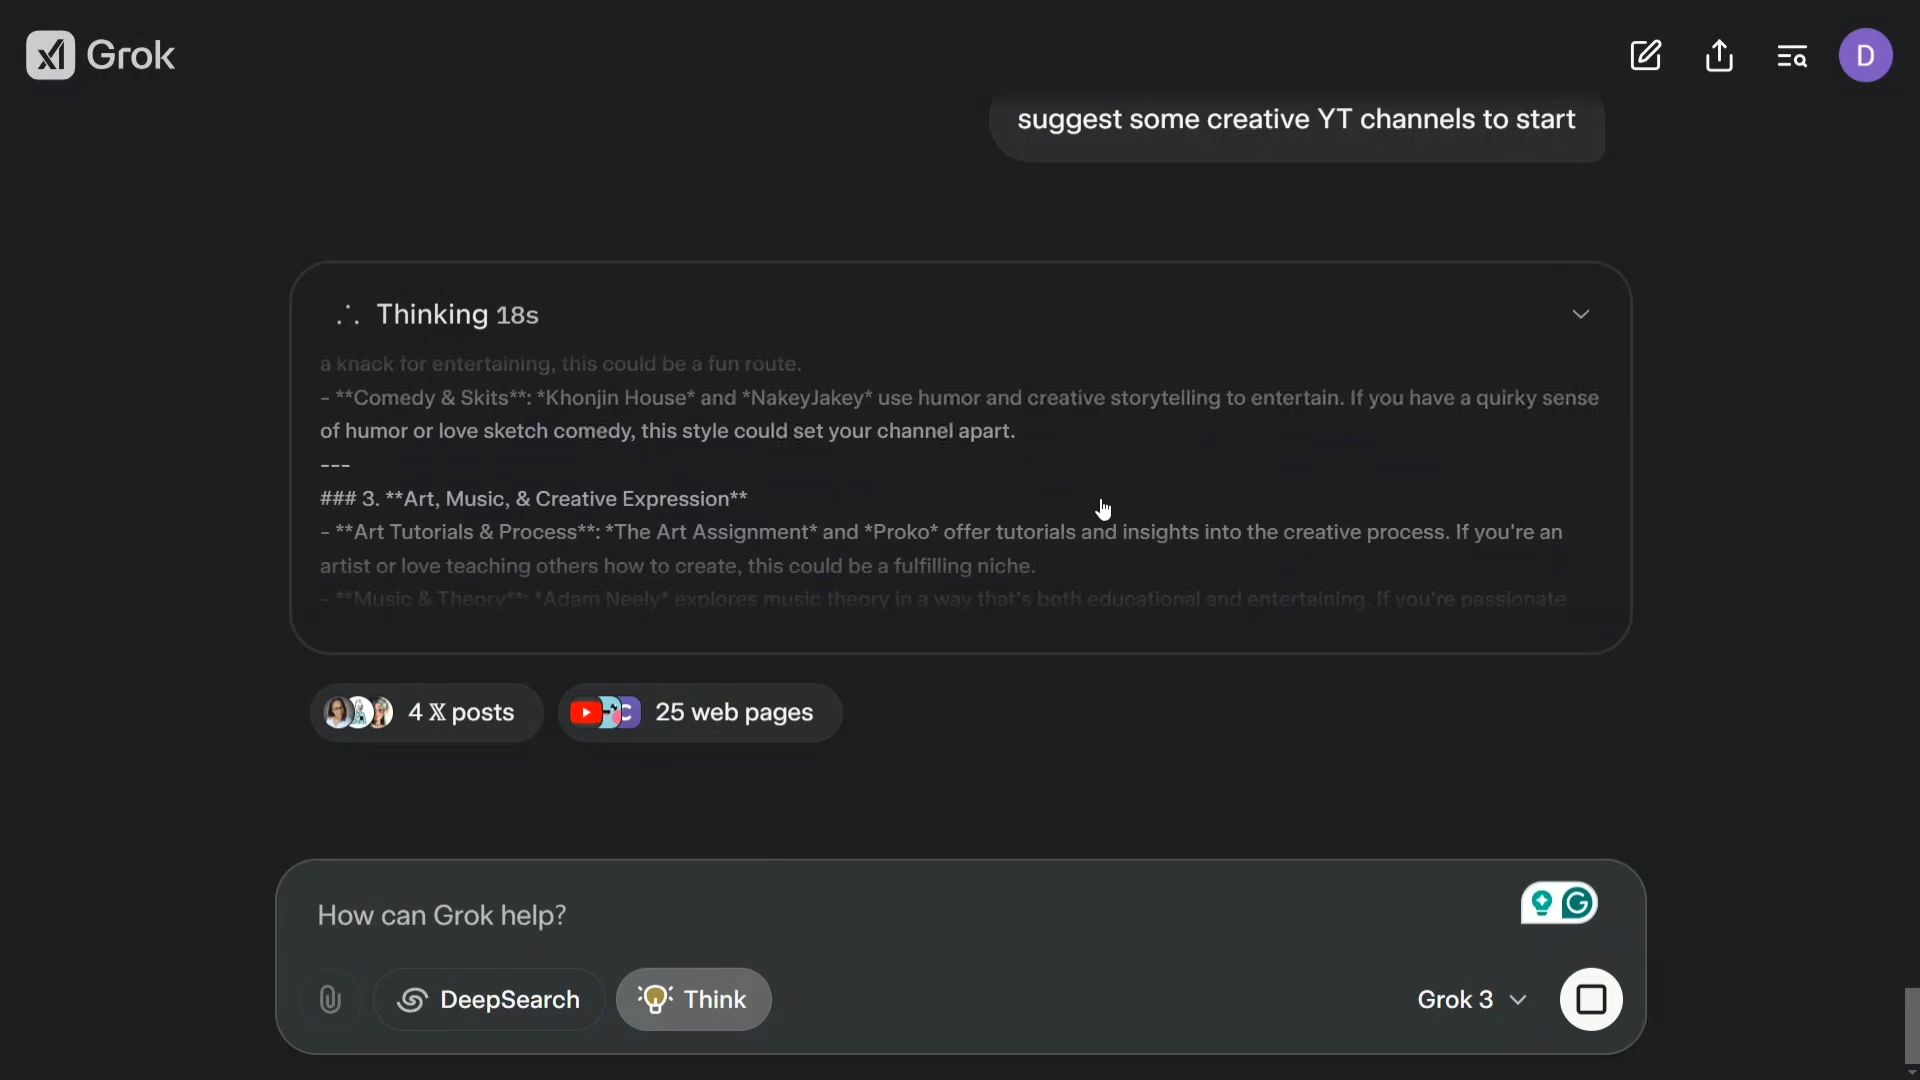 Grok
D
suggest some creative YT channels to start
Thinking 18s
a knack for entertaining, this could be a fun route.
- **Comedy & Skits**: *Khonjin House* and *NakeyJakey* use humor and creative storytelling to entertain. If you have a quirky sense
of humor or love sketch comedy, this style could set your channel apart.
---
### 3. **Art, Music, & Creative Expression**
- **Art Tutorials & Process**: *The Art Assignment* and *Proko* offer tutorials and insights into the creative process. If you're an
artist or love teaching others how to create, this could be a fulfilling niche.
- **Music & Theory**: *Adam Neely* explores music theory in a way that's both educational and entertaining. If you're passionate
4 𝕏 posts
25 web pages
How can Grok help?
DeepSearch
Think
Grok 3